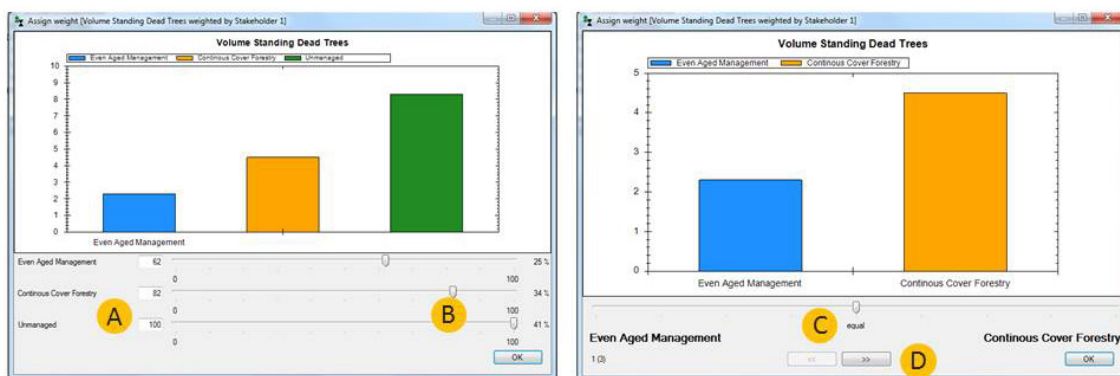 Assign weight [Volume Standing Dead Trees weighted by Stakeholder 1]
Volume Standing Dead Trees
Even Aged Management Continous Cover Forestry Unmanaged
10
9
8
7
6
5
4
3
2
1
0
Even Aged Management
Even Aged Management 62 25 %
0 100
Continous Cover Forestry 82 34 %
0 100
Unmanaged 100 41 %
0 100
A
B
OK
Assign weight [Volume Standing Dead Trees weighted by Stakeholder 1]
Volume Standing Dead Trees
Even Aged Management Continous Cover Forestry
5
4
3
2
1
0
Even Aged Management Continous Cover Forestry
C
equal
Even Aged Management Continous Cover Forestry
1 (3) << >> D OK